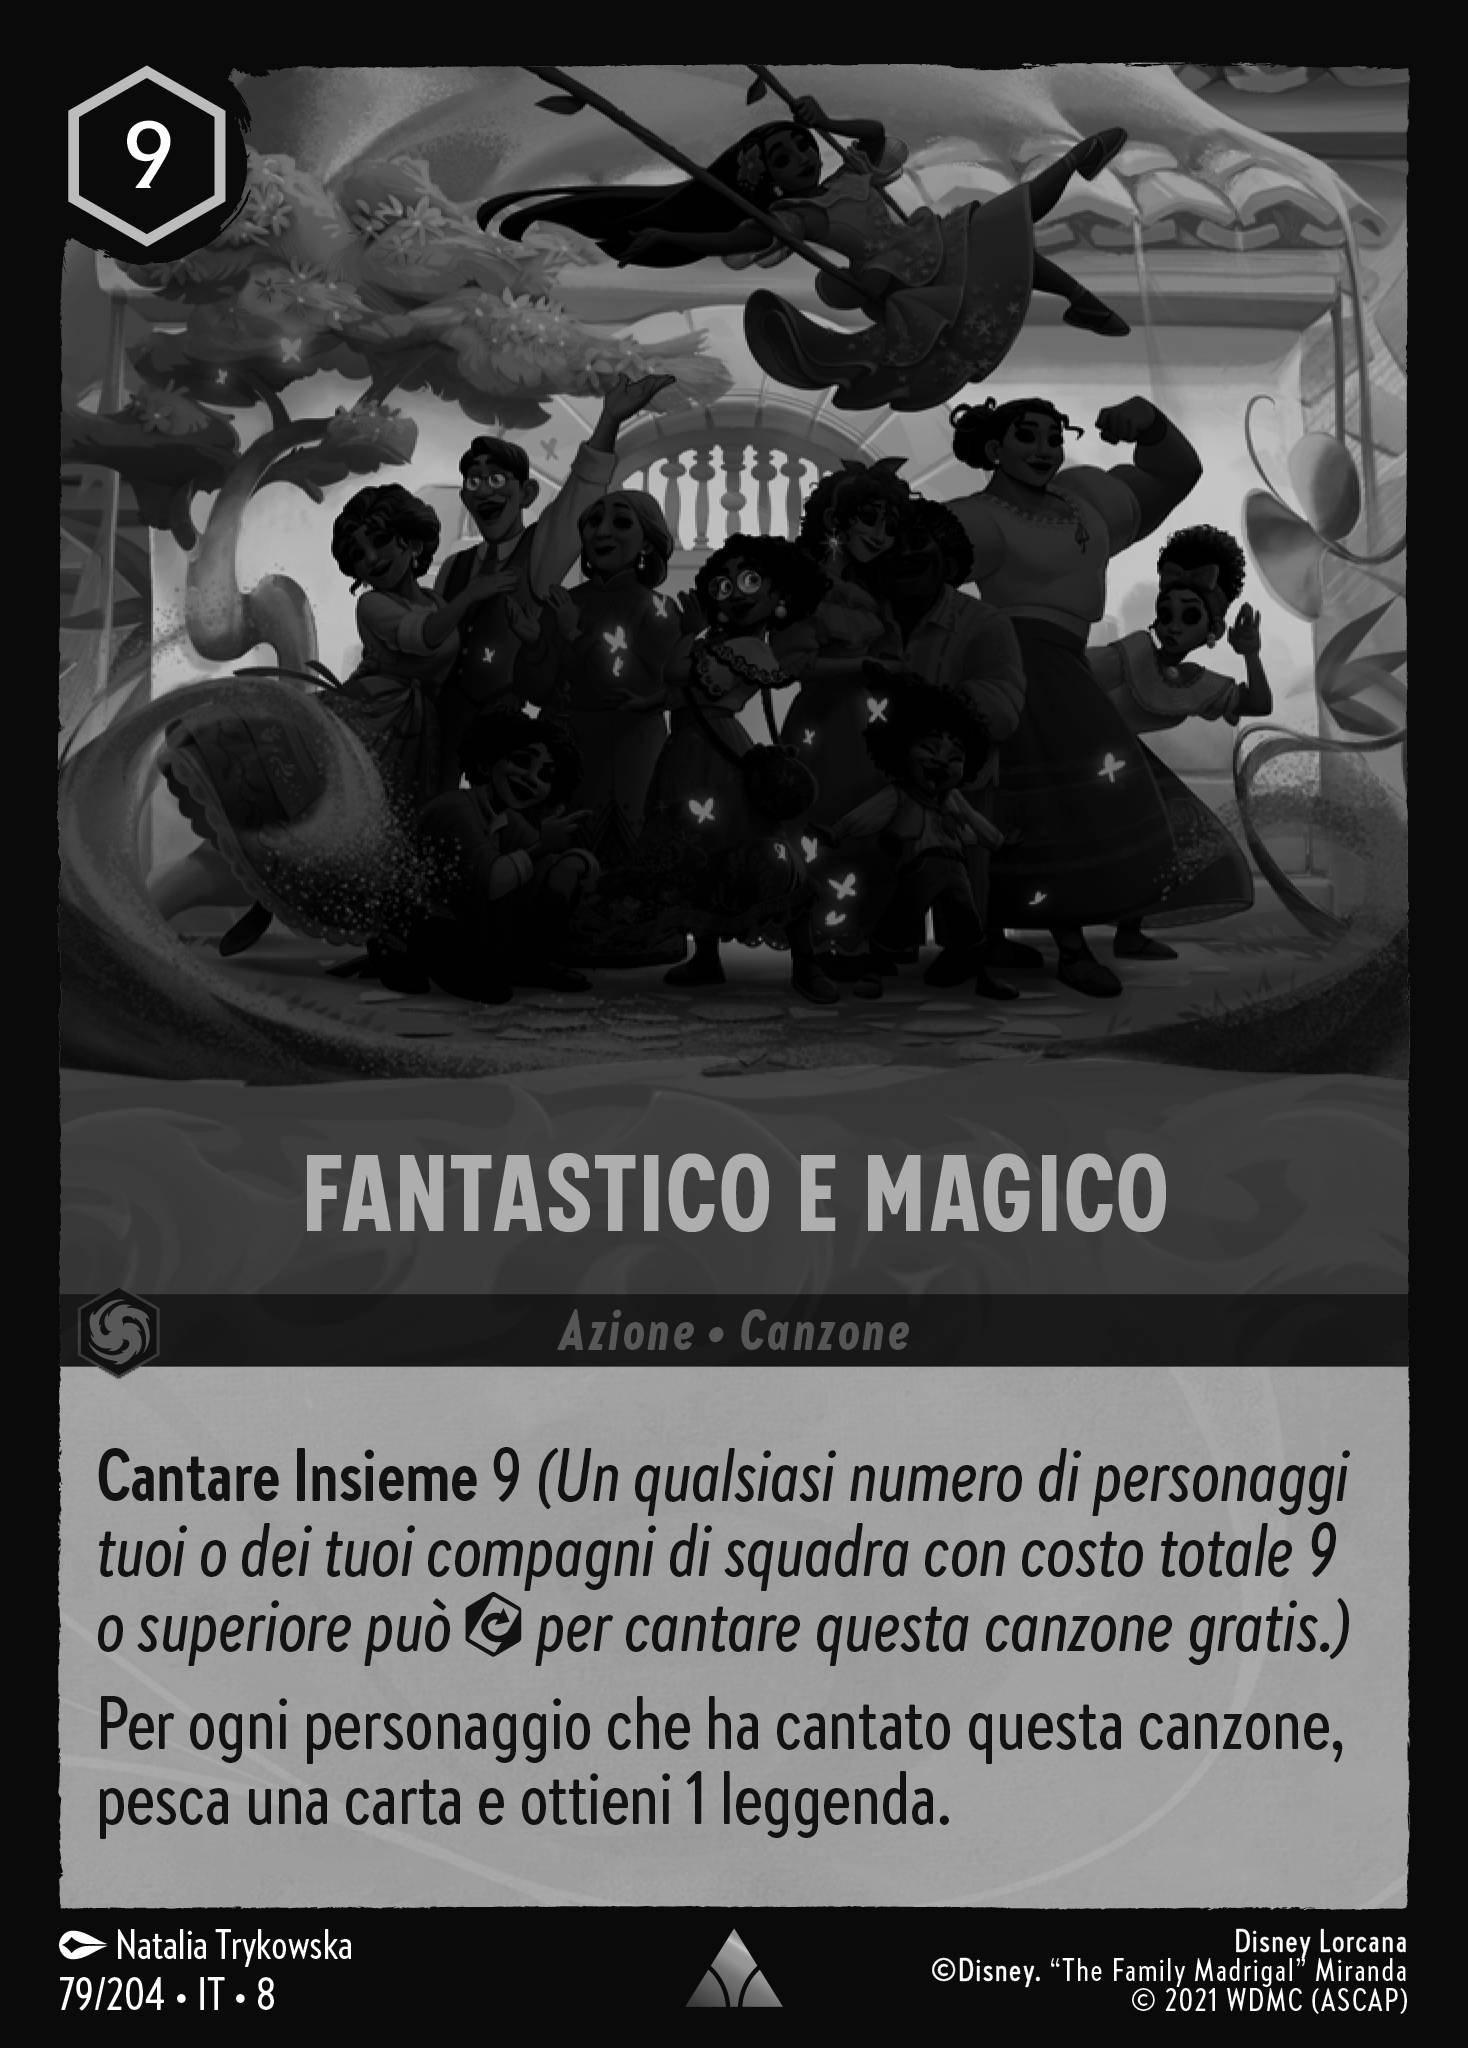 9
FANTASTICO E MAGICO
Azione • Canzone
Cantare Insieme 9 (Un qualsiasi numero di personaggi
tuoi o dei tuoi compagni di squadra con costo totale 9
o superiore può per cantare questa canzone gratis.)
Per ogni personaggio che ha cantato questa canzone,
pesca una carta e ottieni 1 leggenda.
Natalia Trykowska
79/204 • IT • 8
Disney Lorcana
©Disney. “The Family Madrigal” Miranda
© 2021 WDMC (ASCAP)